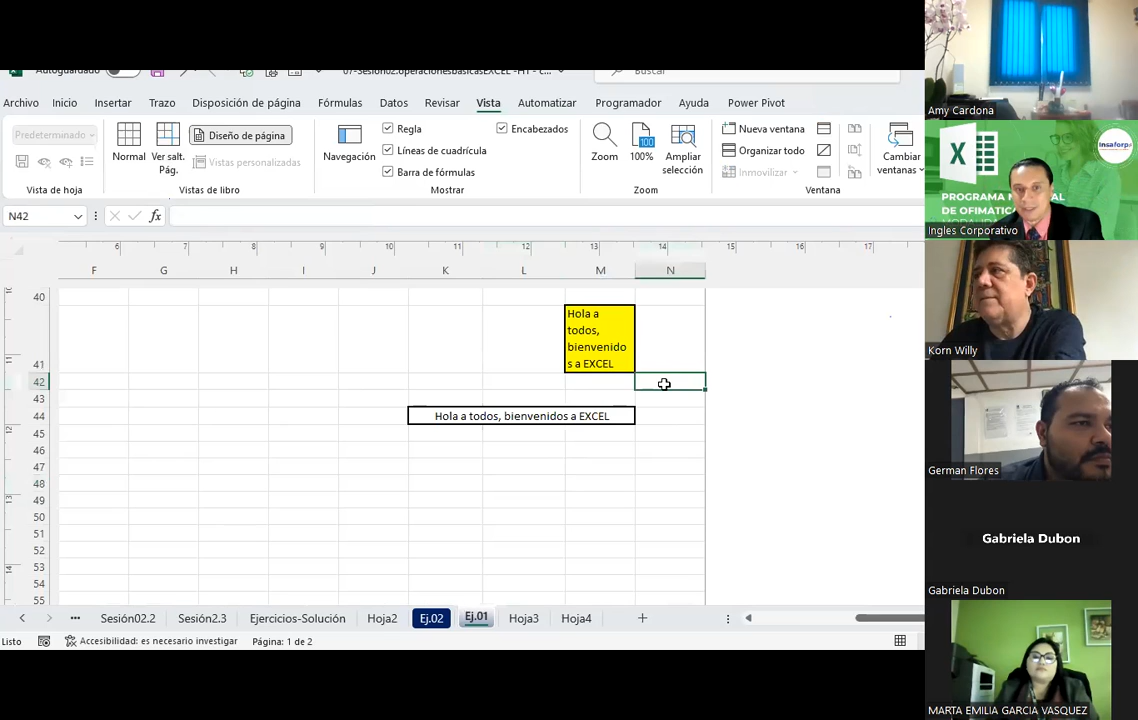 Autoguardado
07-Sesión02.operacionesbasicasEXCEL -HT - c...
Buscar
Archivo Inicio Insertar Trazo Disposición de página Fórmulas Datos Revisar Vista Automatizar Programador Ayuda Power Pivot
Predeterminado
Normal
Ver salt. Pág.
Diseño de página
Vistas personalizadas
Navegación
Regla
Líneas de cuadrícula
Barra de fórmulas
Encabezados
Zoom
100
100%
Ampliar selección
Nueva ventana
Organizar todo
Inmovilizar
Cambiar ventanas
Vista de hoja
Vistas de libro
Mostrar
Zoom
Ventana
N42
fx
6 7 8 9 10 11 12 13 14 15 16 17
F G H I J K L M N
40
41
42
43
44
45
46
47
48
49
50
51
52
53
54
55
Hola a
todos,
bienvenido
s a EXCEL
Hola a todos, bienvenidos a EXCEL
Sesión02.2 Sesión2.3 Ejercicios-Solución Hoja2 Ej.02 Ej.01 Hoja3 Hoja4
Listo
Accesibilidad: es necesario investigar
Página: 1 de 2
Amy Cardona
X
insaforp
PROGRAMA
DE OFIMATICA
Ingles Corporativo
Korn Willy
German Flores
Gabriela Dubon
Gabriela Dubon
MARTA EMILIA GARCIA VASQUEZ